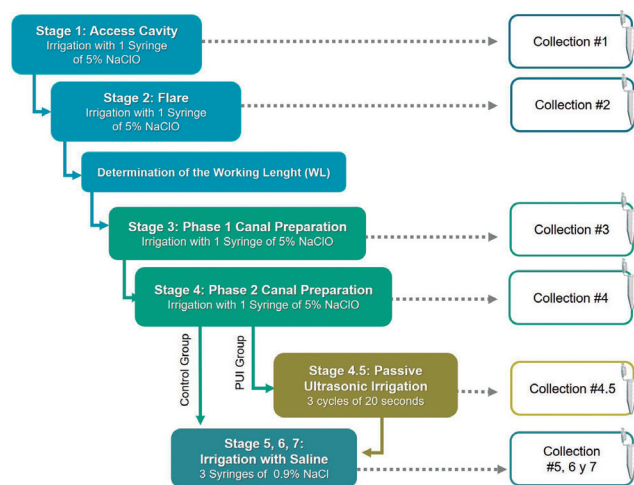 Stage 1: Access Cavity
Irrigation with 1 Syringe
of 5% NaClO
Collection #1
Stage 2: Flare
Irrigation with 1 Syringe
of 5% NaClO
Collection #2
Determination of the Working Lenght (WL)
Stage 3: Phase 1 Canal Preparation
Irrigation with 1 Syringe of 5% NaClO
Collection #3
Stage 4: Phase 2 Canal Preparation
Irrigation with 1 Syringe of 5% NaClO
Collection #4
Control Group
PUI Group
Stage 4.5: Passive
Ultrasonic Irrigation
3 cycles of 20 seconds
Collection #4.5
Stage 5, 6, 7:
Irrigation with Saline
3 Syringes of 0.9% NaCl
Collection
#5, 6 y 7